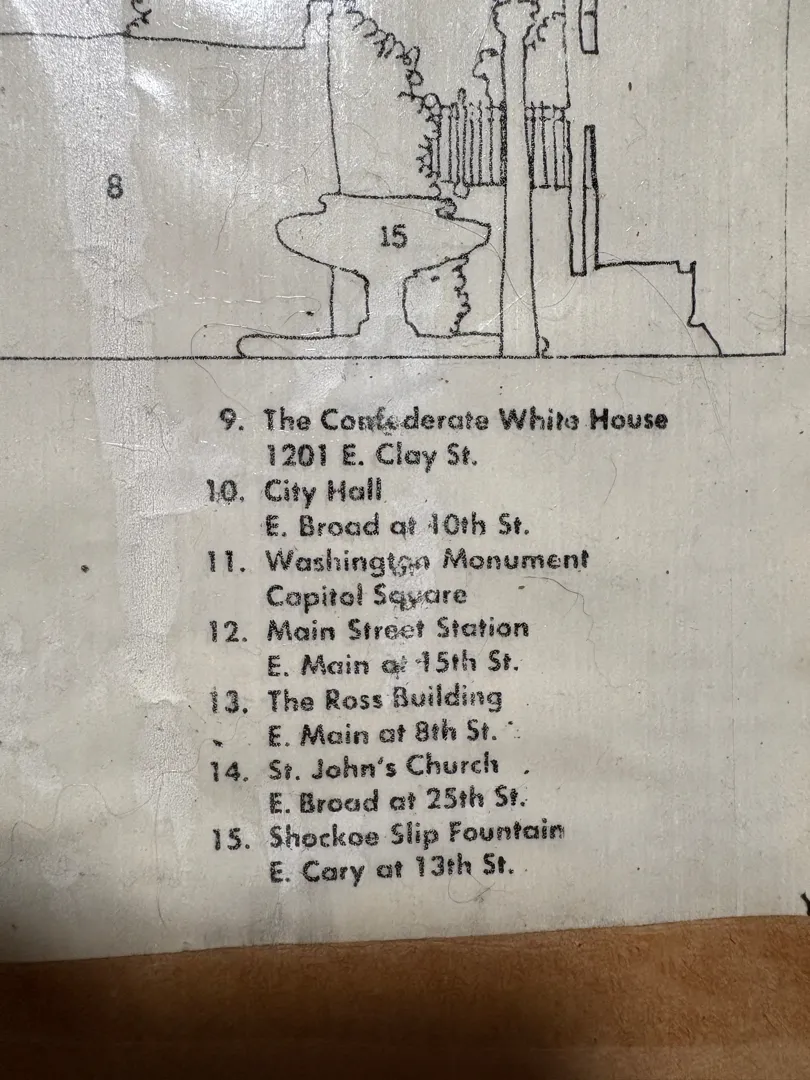 8
15
9. The Confederate White House
1201 E. Clay St.
10. City Hall
E. Broad at 10th St.
11. Washington Monument
Capitol Square
12. Main Street Station
E. Main at 15th St.
13. The Ross Building
E. Main at 8th St.
14. St. John's Church
E. Broad at 25th St.
15. Shockoe Slip Fountain
E. Cary at 13th St.